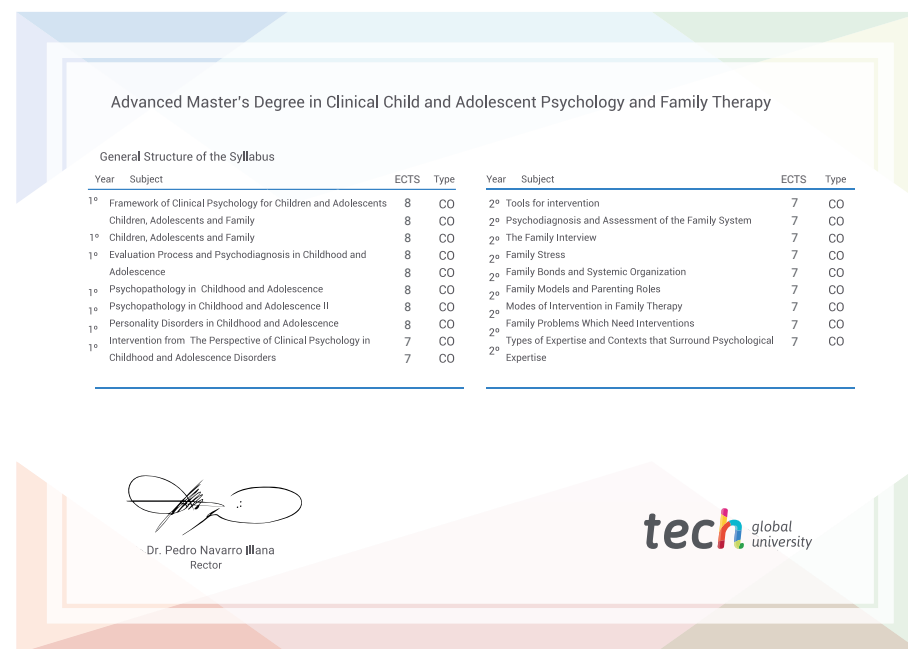 Advanced Master's Degree in Clinical Child and Adolescent Psychology and Family Therapy
General Structure of the Syllabus
Year Subject ECTS Type
1º Framework of Clinical Psychology for Children and Adolescents 8 CO
Children, Adolescents and Family 8 CO
1º Children, Adolescents and Family 8 CO
1º Evaluation Process and Psychodiagnosis in Childhood and 8 CO
Adolescence 8 CO
1º Psychopathology in Childhood and Adolescence 8 CO
1º Psychopathology in Childhood and Adolescence II 8 CO
1º Personality Disorders in Childhood and Adolescence 8 CO
1º Intervention from The Perspective of Clinical Psychology in 7 CO
Childhood and Adolescence Disorders 7 CO
Year Subject ECTS Type
2º Tools for intervention 7 CO
2º Psychodiagnosis and Assessment of the Family System 7 CO
2º The Family Interview 7 CO
2º Family Stress 7 CO
2º Family Bonds and Systemic Organization 7 CO
2º Family Models and Parenting Roles 7 CO
2º Modes of Intervention in Family Therapy 7 CO
2º Family Problems Which Need Interventions 7 CO
2º Types of Expertise and Contexts that Surround Psychological 7 CO
Expertise
Dr. Pedro Navarro Illana
Rector
tech global
university